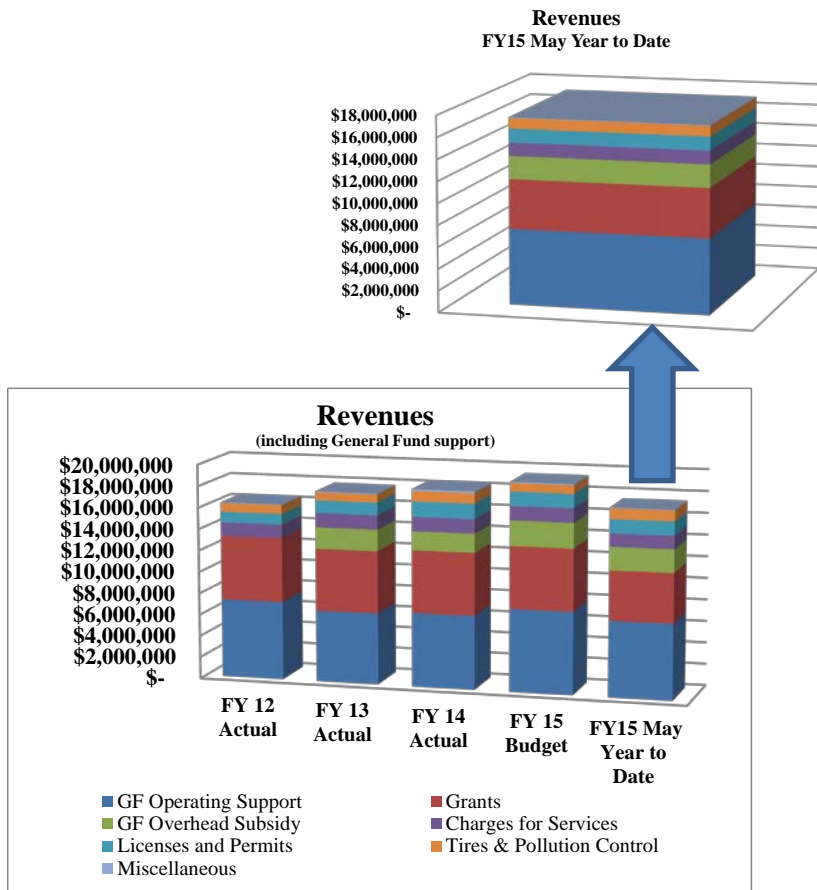 Revenues
FY15 May Year to Date
$18,000,000
$16,000,000
$14,000,000
$12,000,000
$10,000,000
$8,000,000
$6,000,000
$4,000,000
$2,000,000
$-
Revenues
(including General Fund support)
$20,000,000
$18,000,000
$16,000,000
$14,000,000
$12,000,000
$10,000,000
$8,000,000
$6,000,000
$4,000,000
$2,000,000
$-
FY 12
Actual
FY 13
Actual
FY 14
Actual
FY 15
Budget
FY15 May
Year to
Date
GF Operating Support
Grants
GF Overhead Subsidy
Charges for Services
Licenses and Permits
Tires & Pollution Control
Miscellaneous